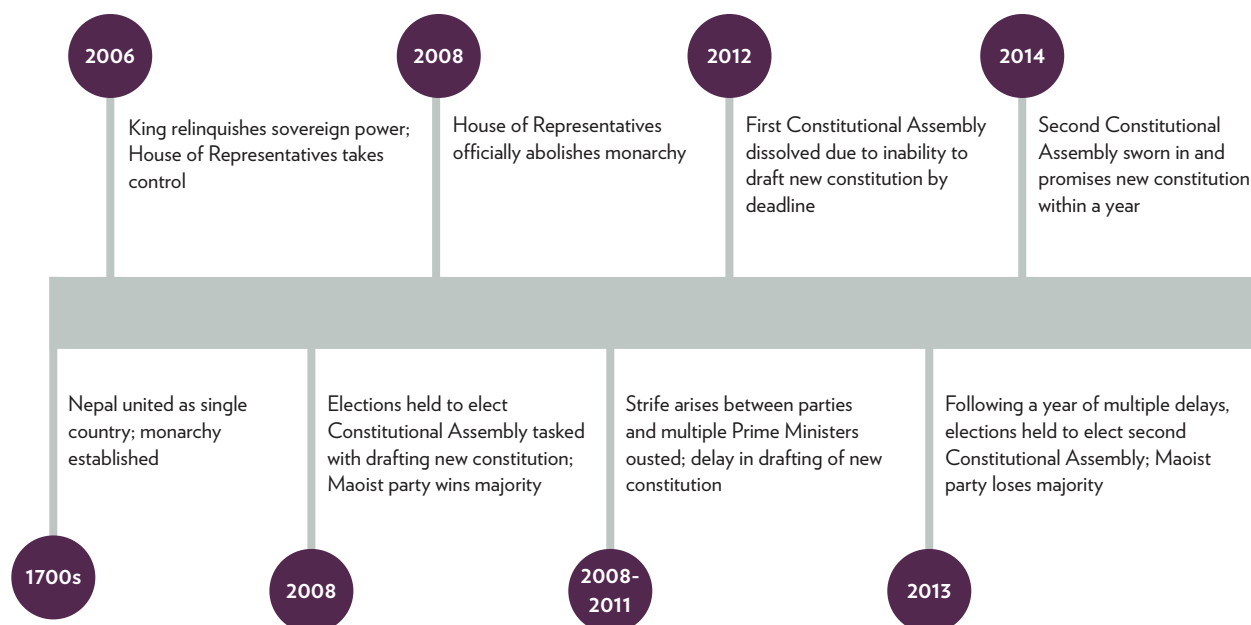 2006
King relinquishes sovereign power;
House of Representatives takes
control
2008
House of Representatives
officially abolishes monarchy
2012
First Constitutional Assembly
dissolved due to inability to
draft new constitution by
deadline
2014
Second Constitutional
Assembly sworn in and
promises new constitution
within a year
Nepal united as single
country; monarchy
established
1700s
Elections held to elect
Constitutional Assembly tasked
with drafting new constitution;
Maoist party wins majority
2008
Strife arises between parties
and multiple Prime Ministers
ousted; delay in drafting of new
constitution
2008-
2011
Following a year of multiple delays,
elections held to elect second
Constitutional Assembly; Maoist
party loses majority
2013